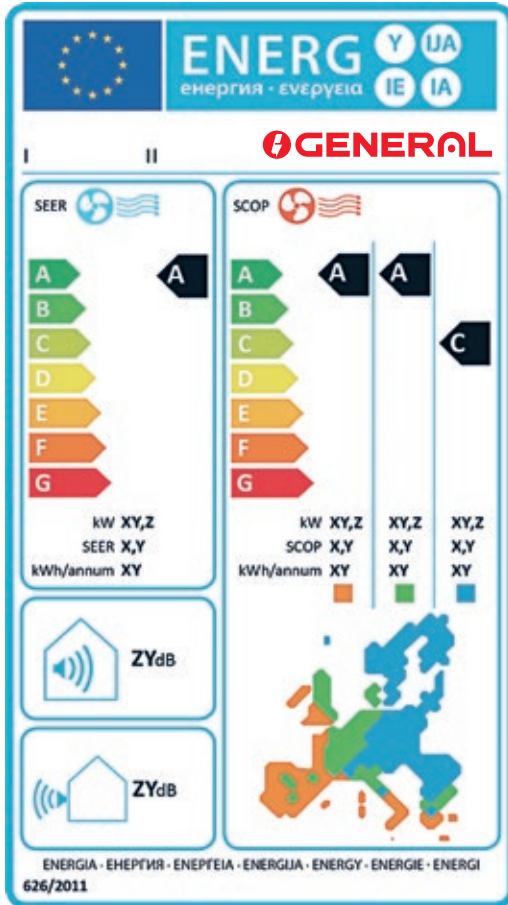 ENERG Y IJA
енергия · ενεργεια IE IA
I II GENERAL
SEER
A A
B
C
D
E
F
G
kW XY,Z
SEER X,Y
kWh/annum XY
SCOP
A A A
B
C C
D
E
F
G
kW XY,Z XY,Z XY,Z
SCOP X,Y X,Y X,Y
kWh/annum XY XY XY
ZYdB
ZYdB
ENERGIA · ЕНЕРГИЯ · ΕΝΕΡΓΕΙΑ · ENERGIJA · ENERGY · ENERGIE · ENERGI
626/2011